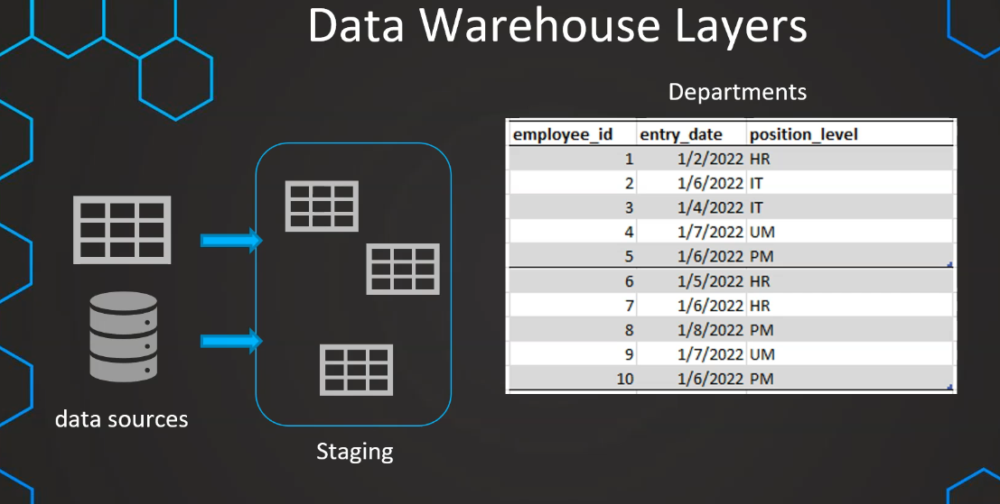 Data Warehouse Layers
Departments
employee_id entry_date position_level
1 1/2/2022 HR
2 1/6/2022 IT
3 1/4/2022 IT
4 1/7/2022 UM
5 1/6/2022 PM
6 1/5/2022 HR
7 1/6/2022 HR
8 1/8/2022 PM
9 1/7/2022 UM
10 1/6/2022 PM
data sources
Staging